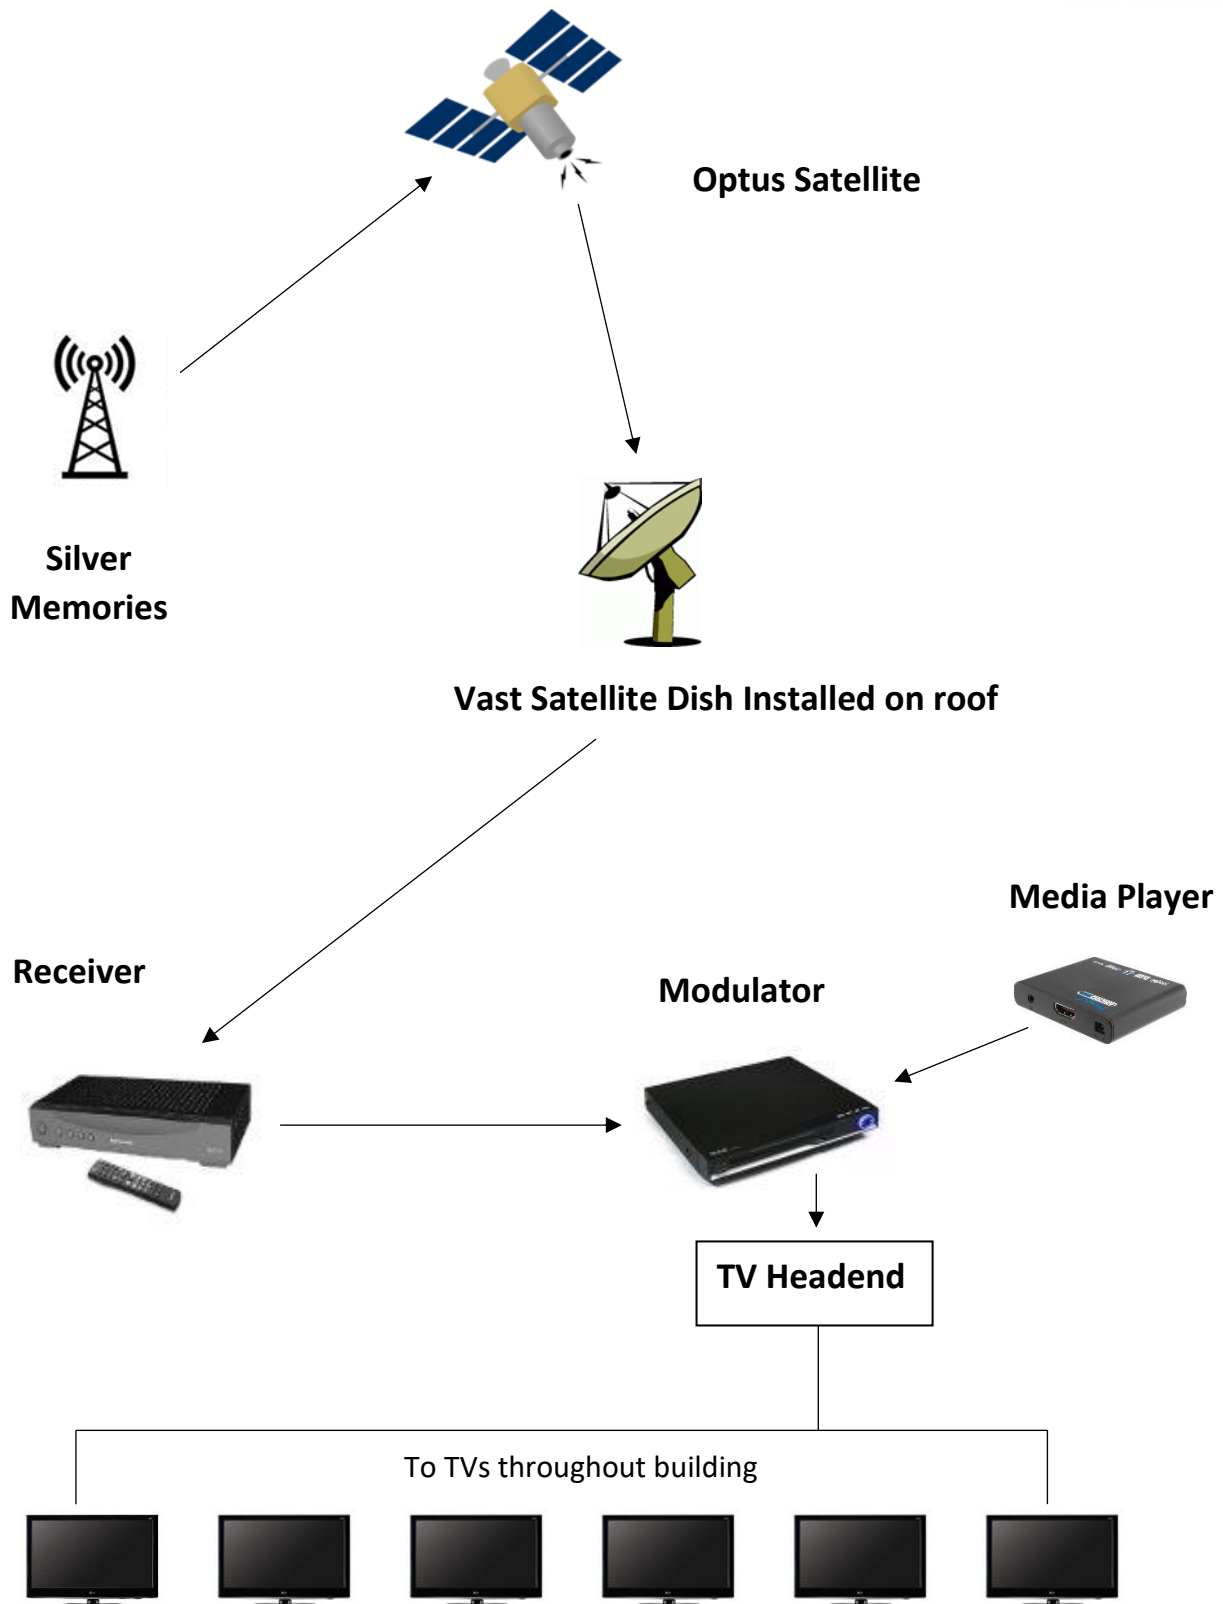 Optus Satellite
Silver
Memories
Vast Satellite Dish Installed on roof
Media Player
Receiver
Modulator
TV Headend
To TVs throughout building